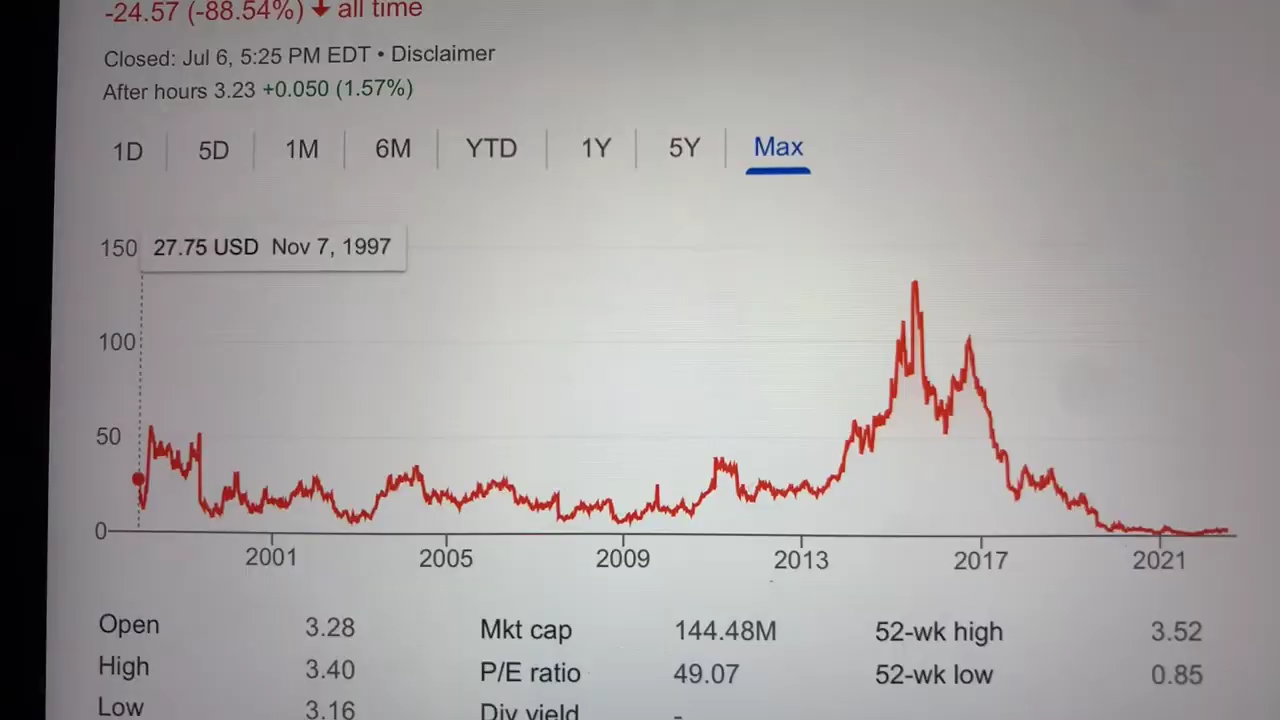 -24.57 (-88.54%) ↓ all time
Closed: Jul 6, 5:25 PM EDT • Disclaimer
After hours 3.23 +0.050 (1.57%)
1D 5D 1M 6M YTD 1Y 5Y Max
150 27.75 USD Nov 7, 1997
100
50
0
2001 2005 2009 2013 2017 2021
Open 3.28 Mkt cap 144.48M 52-wk high 3.52
High 3.40 P/E ratio 49.07 52-wk low 0.85
Low 3.16 Div yield -